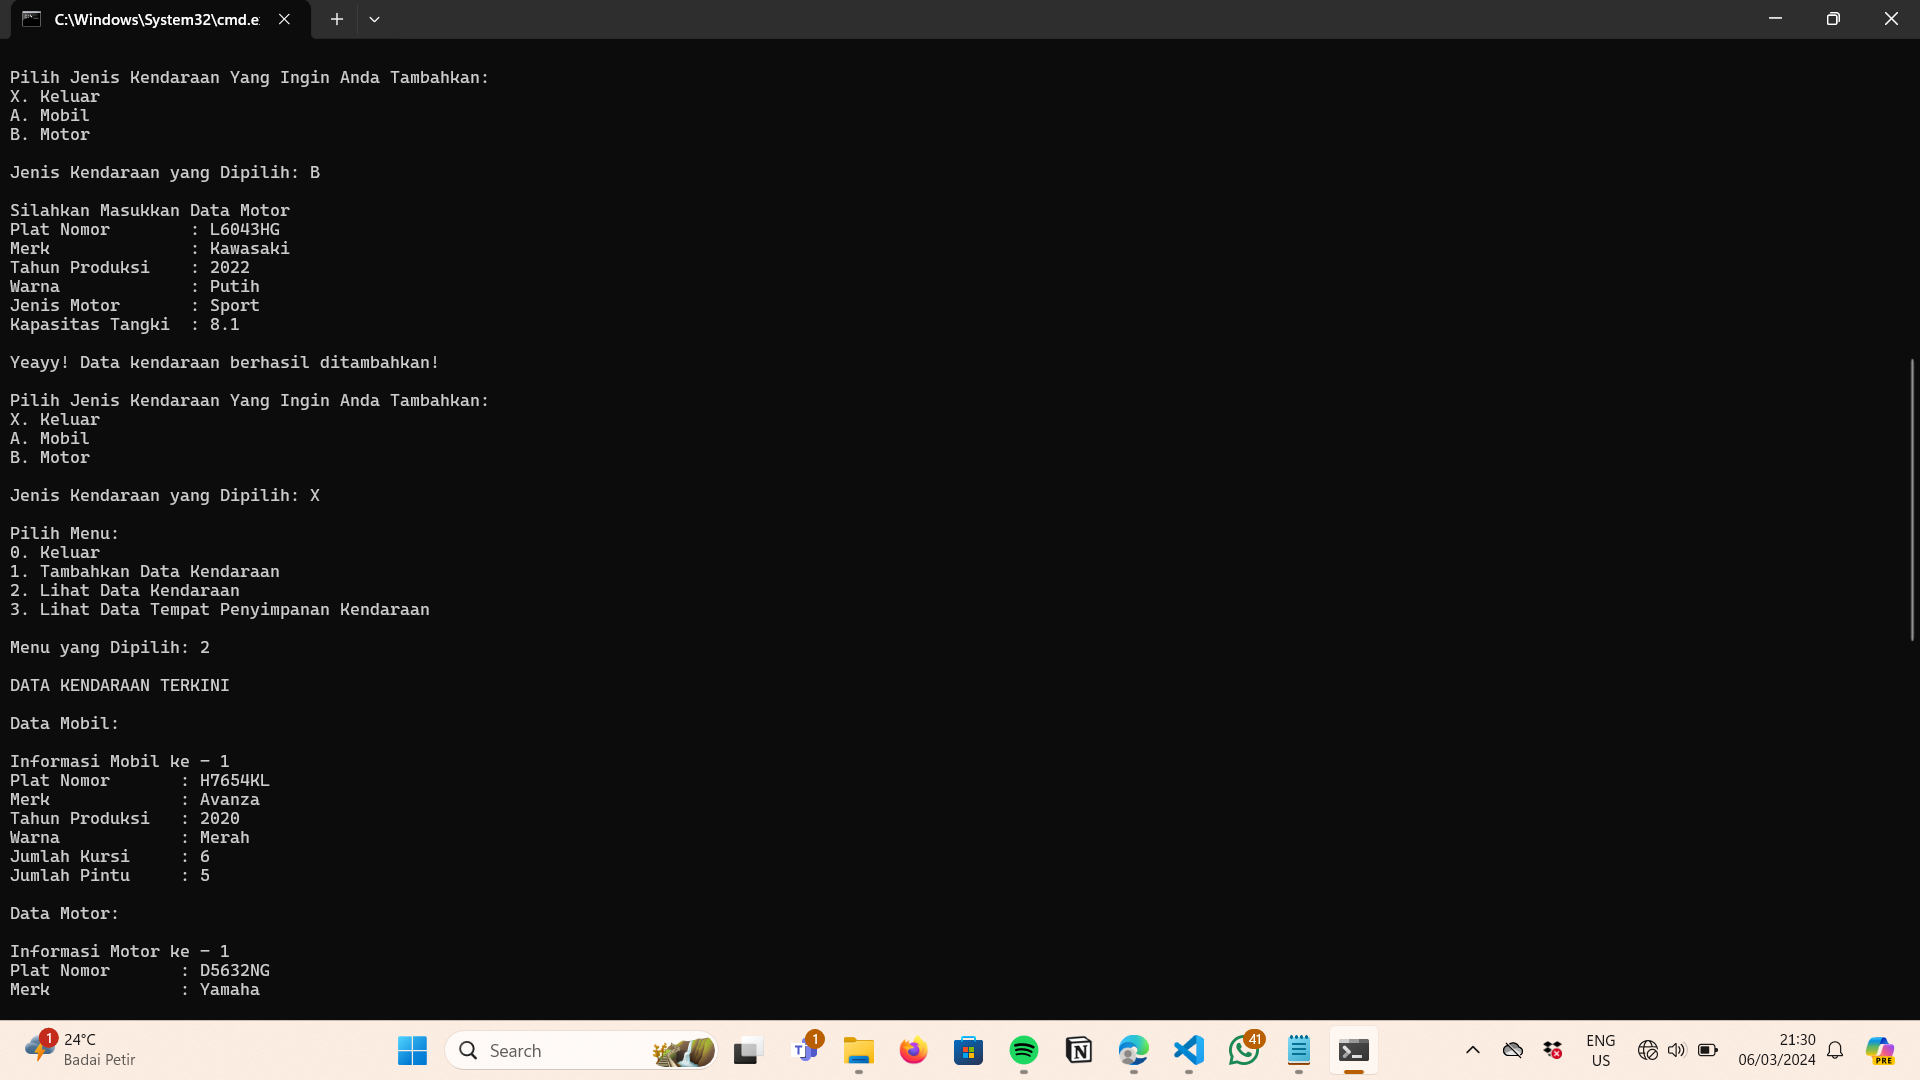 C:\Windows\System32\cmd.e
Pilih Jenis Kendaraan Yang Ingin Anda Tambahkan:
X. Keluar
A. Mobil
B. Motor
Jenis Kendaraan yang Dipilih: B
Silahkan Masukkan Data Motor
Plat Nomor : L6043HG
Merk : Kawasaki
Tahun Produksi : 2022
Warna : Putih
Jenis Motor : Sport
Kapasitas Tangki : 8.1
Yeayy! Data kendaraan berhasil ditambahkan!
Pilih Jenis Kendaraan Yang Ingin Anda Tambahkan:
X. Keluar
A. Mobil
B. Motor
Jenis Kendaraan yang Dipilih: X
Pilih Menu:
0. Keluar
1. Tambahkan Data Kendaraan
2. Lihat Data Kendaraan
3. Lihat Data Tempat Penyimpanan Kendaraan
Menu yang Dipilih: 2
DATA KENDARAAN TERKINI
Data Mobil:
Informasi Mobil ke - 1
Plat Nomor : H7654KL
Merk : Avanza
Tahun Produksi : 2020
Warna : Merah
Jumlah Kursi : 6
Jumlah Pintu : 5
Data Motor:
Informasi Motor ke - 1
Plat Nomor : D5632NG
Merk : Yamaha
1
24°C
Badai Petir
Search
1
41
ENG
US
21:30
06/03/2024
PRE